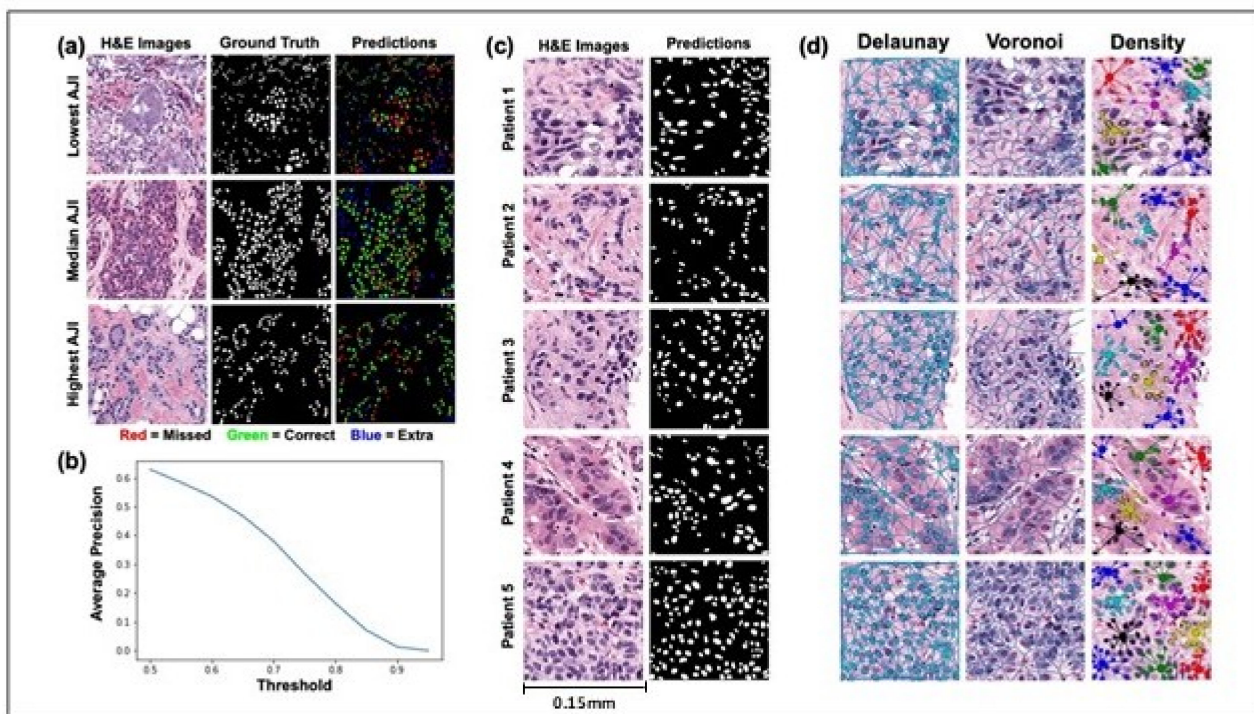 (a)
H&E Images Ground Truth Predictions
Lowest AJI
Median AJI
Highest AJI
Red = Missed Green = Correct Blue = Extra
(b)
Average Precision
0.6
0.5
0.4
0.3
0.2
0.1
0.0
0.5 0.6 0.7 0.8 0.9
Threshold
(c)
H&E Images Predictions
Patient 1
Patient 2
Patient 3
Patient 4
Patient 5
0.15mm
(d)
Delaunay Voronoi Density